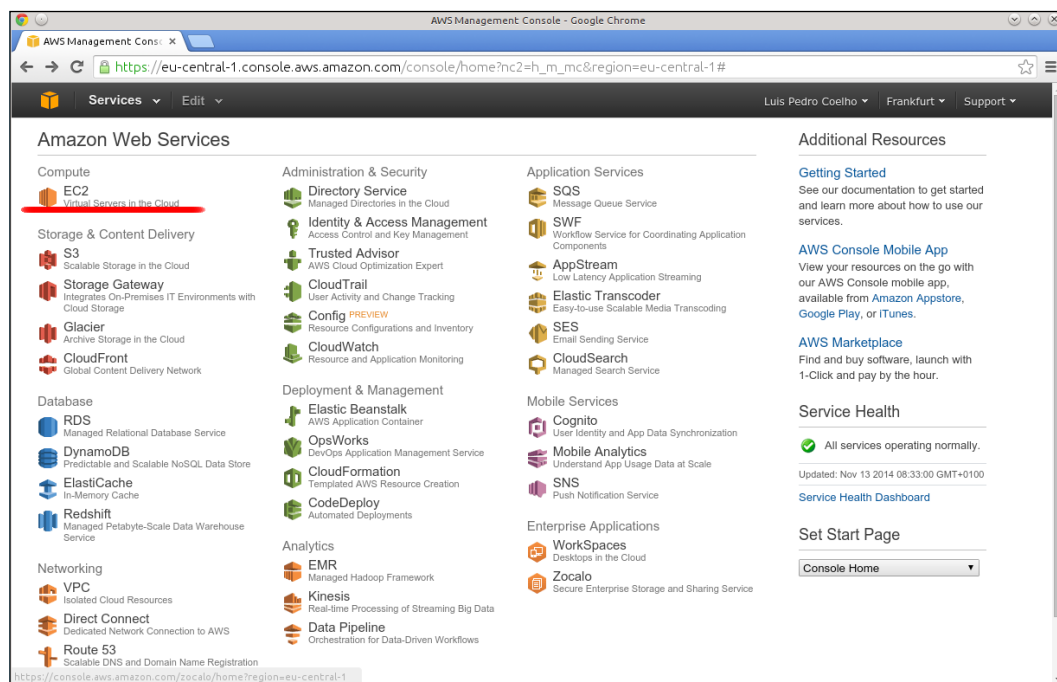 AWS Management Console - Google Chrome
AWS Management Consc
https://eu-central-1.console.aws.amazon.com/console/home?nc2=h_m_mc&region=eu-central-1#
Services Edit Luis Pedro Coelho Frankfurt Support
Amazon Web Services
Compute
EC2
Virtual Servers in the Cloud
Storage & Content Delivery
S3
Scalable Storage in the Cloud
Storage Gateway
Integrates On-Premises IT Environments with
Cloud Storage
Glacier
Archive Storage in the Cloud
CloudFront
Global Content Delivery Network
Database
RDS
Managed Relational Database Service
DynamoDB
Predictable and Scalable NoSQL Data Store
ElastiCache
In-Memory Cache
Redshift
Managed Petabyte-Scale Data Warehouse
Service
Networking
VPC
Isolated Cloud Resources
Direct Connect
Dedicated Network Connection to AWS
Route 53
Scalable DNS and Domain Name Registration
Administration & Security
Directory Service
Managed Directories in the Cloud
Identity & Access Management
Access Control and Key Management
Trusted Advisor
AWS Cloud Optimization Expert
CloudTrail
User Activity and Change Tracking
Config PREVIEW
Resource Configurations and Inventory
CloudWatch
Resource and Application Monitoring
Deployment & Management
Elastic Beanstalk
AWS Application Container
OpsWorks
DevOps Application Management Service
CloudFormation
Templated AWS Resource Creation
CodeDeploy
Automated Deployments
Analytics
EMR
Managed Hadoop Framework
Kinesis
Real-time Processing of Streaming Big Data
Data Pipeline
Orchestration for Data-Driven Workflows
Application Services
SQS
Message Queue Service
SWF
Workflow Service for Coordinating Application
Components
AppStream
Low Latency Application Streaming
Elastic Transcoder
Easy-to-use Scalable Media Transcoding
SES
Email Sending Service
CloudSearch
Managed Search Service
Mobile Services
Cognito
User Identity and App Data Synchronization
Mobile Analytics
Understand App Usage Data at Scale
SNS
Push Notification Service
Enterprise Applications
WorkSpaces
Desktops in the Cloud
Zocalo
Secure Enterprise Storage and Sharing Service
Additional Resources
Getting Started
See our documentation to get started
and learn more about how to use our
services.
AWS Console Mobile App
View your resources on the go with
our AWS Console mobile app,
available from Amazon Appstore,
Google Play, or iTunes.
AWS Marketplace
Find and buy software, launch with
1-Click and pay by the hour.
Service Health
All services operating normally.
Updated: Nov 13 2014 08:33:00 GMT+0100
Service Health Dashboard
Set Start Page
Console Home
https://console.aws.amazon.com/zocalo/home?region=eu-central-1